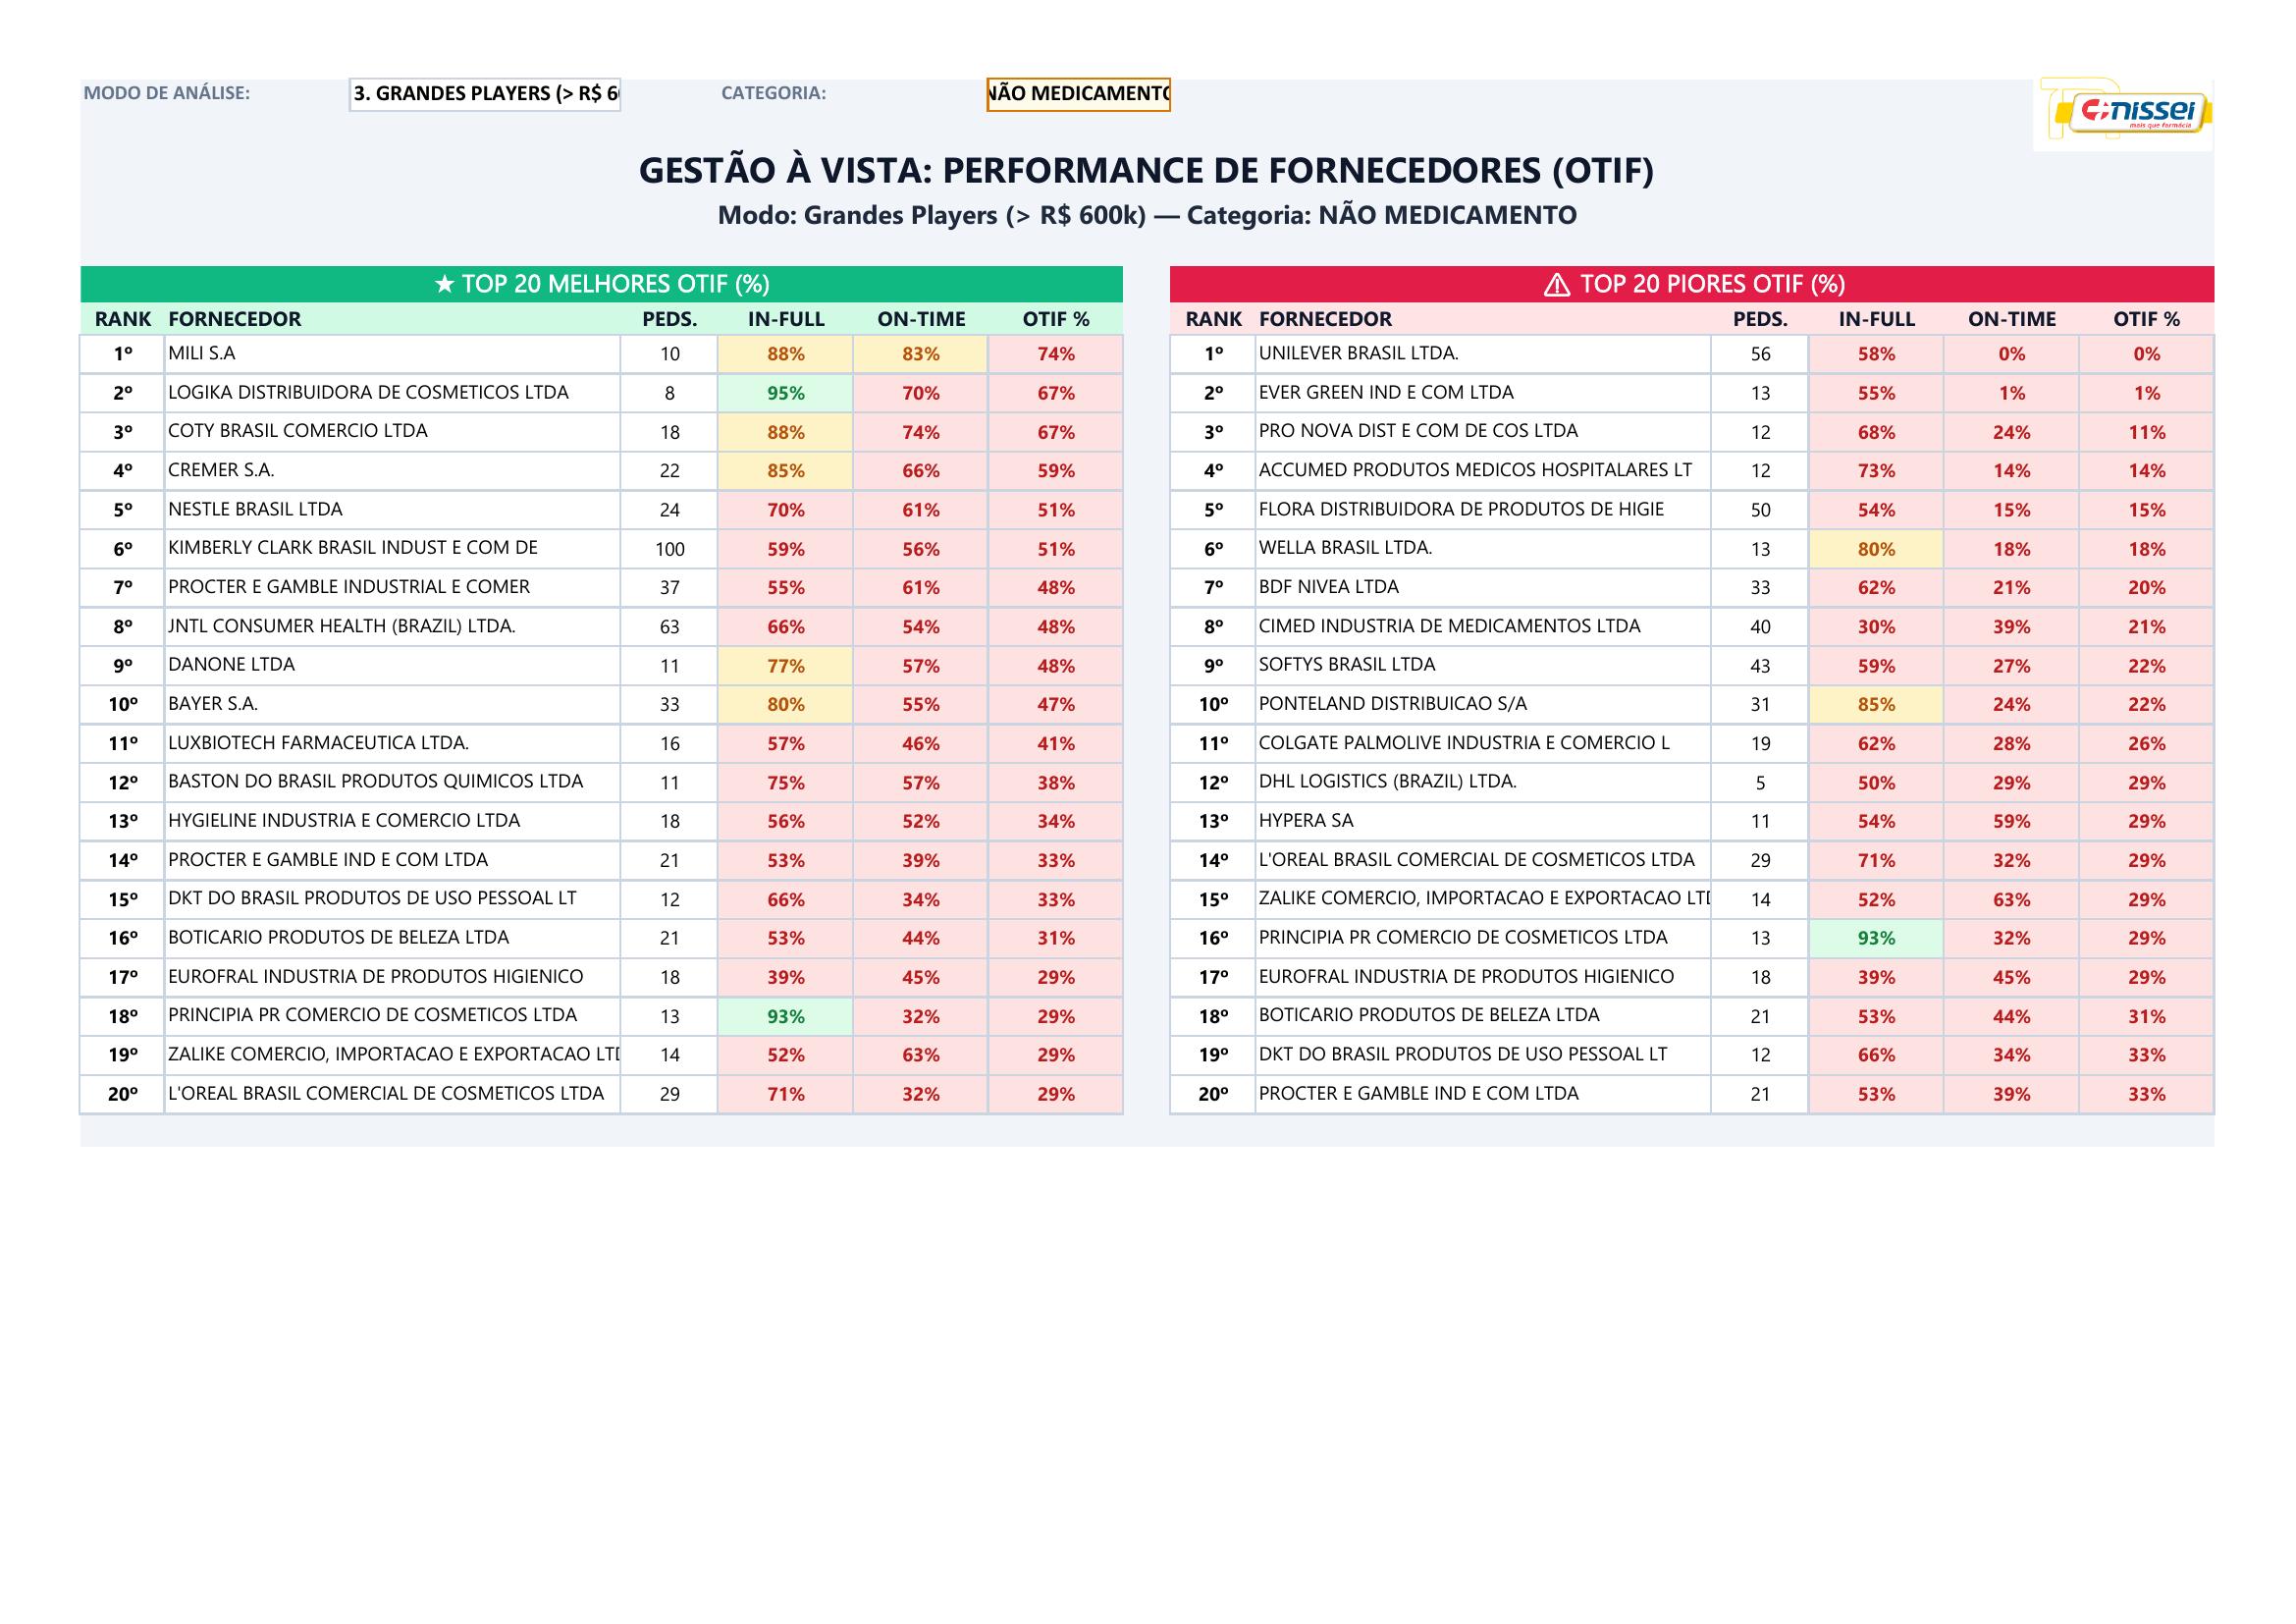 MODO DE ANÁLISE: 3. GRANDES PLAYERS (> R$ 6 CATEGORIA: NÃO MEDICAMENTO
nissei
mais que farmácia
GESTÃO À VISTA: PERFORMANCE DE FORNECEDORES (OTIF)
Modo: Grandes Players (> R$ 600k) — Categoria: NÃO MEDICAMENTO
★ TOP 20 MELHORES OTIF (%)
RANK FORNECEDOR PEDS. IN-FULL ON-TIME OTIF %
1º MILI S.A 10 88% 83% 74%
2º LOGIKA DISTRIBUIDORA DE COSMETICOS LTDA 8 95% 70% 67%
3º COTY BRASIL COMERCIO LTDA 18 88% 74% 67%
4º CREMER S.A. 22 85% 66% 59%
5º NESTLE BRASIL LTDA 24 70% 61% 51%
6º KIMBERLY CLARK BRASIL INDUST E COM DE 100 59% 56% 51%
7º PROCTER E GAMBLE INDUSTRIAL E COMER 37 55% 61% 48%
8º JNTL CONSUMER HEALTH (BRAZIL) LTDA. 63 66% 54% 48%
9º DANONE LTDA 11 77% 57% 48%
10º BAYER S.A. 33 80% 55% 47%
11º LUXBIOTECH FARMACEUTICA LTDA. 16 57% 46% 41%
12º BASTON DO BRASIL PRODUTOS QUIMICOS LTDA 11 75% 57% 38%
13º HYGIELINE INDUSTRIA E COMERCIO LTDA 18 56% 52% 34%
14º PROCTER E GAMBLE IND E COM LTDA 21 53% 39% 33%
15º DKT DO BRASIL PRODUTOS DE USO PESSOAL LT 12 66% 34% 33%
16º BOTICARIO PRODUTOS DE BELEZA LTDA 21 53% 44% 31%
17º EUROFRAL INDUSTRIA DE PRODUTOS HIGIENICO 18 39% 45% 29%
18º PRINCIPIA PR COMERCIO DE COSMETICOS LTDA 13 93% 32% 29%
19º ZALIKE COMERCIO, IMPORTACAO E EXPORTACAO LTD 14 52% 63% 29%
20º L'OREAL BRASIL COMERCIAL DE COSMETICOS LTDA 29 71% 32% 29%
⚠ TOP 20 PIORES OTIF (%)
RANK FORNECEDOR PEDS. IN-FULL ON-TIME OTIF %
1º UNILEVER BRASIL LTDA. 56 58% 0% 0%
2º EVER GREEN IND E COM LTDA 13 55% 1% 1%
3º PRO NOVA DIST E COM DE COS LTDA 12 68% 24% 11%
4º ACCUMED PRODUTOS MEDICOS HOSPITALARES LT 12 73% 14% 14%
5º FLORA DISTRIBUIDORA DE PRODUTOS DE HIGIE 50 54% 15% 15%
6º WELLA BRASIL LTDA. 13 80% 18% 18%
7º BDF NIVEA LTDA 33 62% 21% 20%
8º CIMED INDUSTRIA DE MEDICAMENTOS LTDA 40 30% 39% 21%
9º SOFTYS BRASIL LTDA 43 59% 27% 22%
10º PONTELAND DISTRIBUICAO S/A 31 85% 24% 22%
11º COLGATE PALMOLIVE INDUSTRIA E COMERCIO L 19 62% 28% 26%
12º DHL LOGISTICS (BRAZIL) LTDA. 5 50% 29% 29%
13º HYPERA SA 11 54% 59% 29%
14º L'OREAL BRASIL COMERCIAL DE COSMETICOS LTDA 29 71% 32% 29%
15º ZALIKE COMERCIO, IMPORTACAO E EXPORTACAO LTD 14 52% 63% 29%
16º PRINCIPIA PR COMERCIO DE COSMETICOS LTDA 13 93% 32% 29%
17º EUROFRAL INDUSTRIA DE PRODUTOS HIGIENICO 18 39% 45% 29%
18º BOTICARIO PRODUTOS DE BELEZA LTDA 21 53% 44% 31%
19º DKT DO BRASIL PRODUTOS DE USO PESSOAL LT 12 66% 34% 33%
20º PROCTER E GAMBLE IND E COM LTDA 21 53% 39% 33%